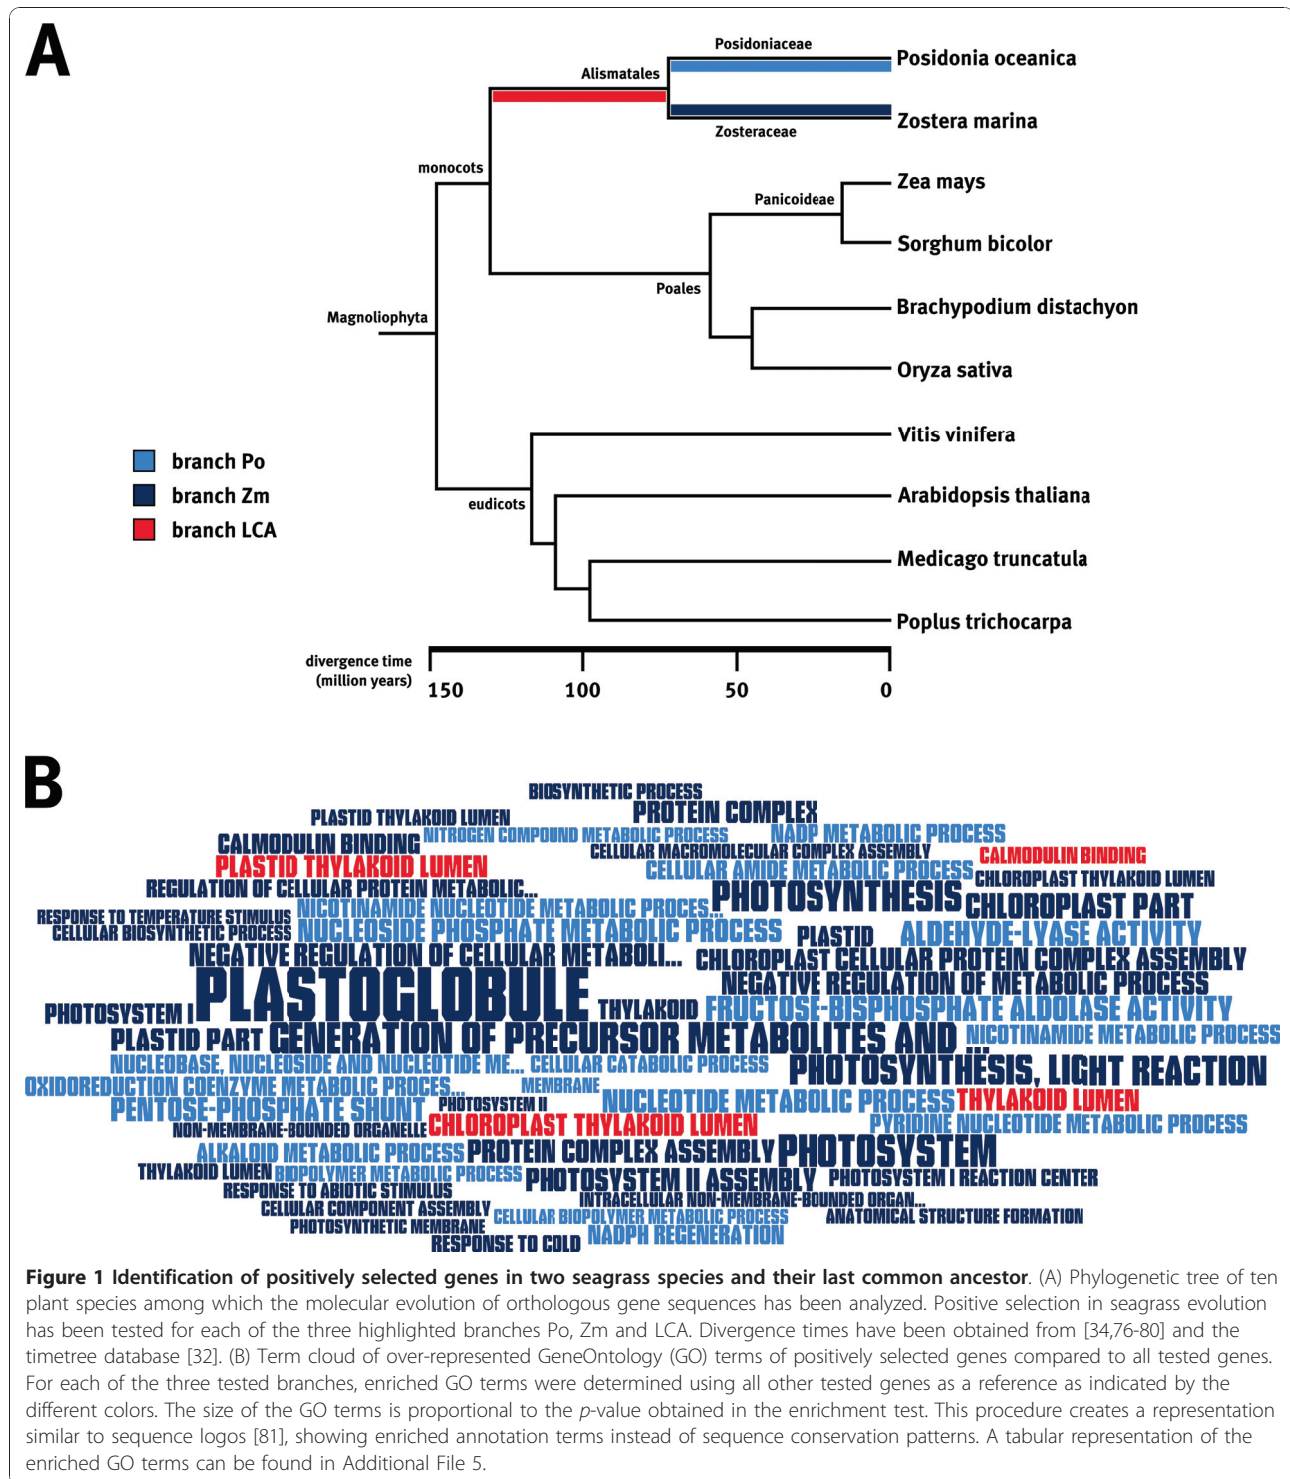 A
Posidoniaceae
Posidonia oceanica
Alismatales
Zostera marina
Zosteraceae
monocots
Zea mays
Panicoideae
Sorghum bicolor
Poales
Brachypodium distachyon
Magnoliophyta
Oryza sativa
Vitis vinifera
branch Po
branch Zm
Arabidopsis thaliana
eudicots
branch LCA
Medicago truncatula
Poplus trichocarpa
divergence time
(million years)
150 100 50 0
B
BIOSYNTHETIC PROCESS
PLASTID THYLAKOID LUMEN PROTEIN COMPLEX
CALMODULIN BINDING NITROGEN COMPOUND METABOLIC PROCESS NADP METABOLIC PROCESS
CELLULAR MACROMOLECULAR COMPLEX ASSEMBLY CALMODULIN BINDING
PLASTID THYLAKOID LUMEN CELLULAR AMIDE METABOLIC PROCESS CHLOROPLAST THYLAKOID LUMEN
REGULATION OF CELLULAR PROTEIN METABOLIC... PHOTOSYNTHESIS CHLOROPLAST PART
RESPONSE TO TEMPERATURE STIMULUS NICOTINAMIDE NUCLEOTIDE METABOLIC PROCES...
CELLULAR BIOSYNTHETIC PROCESS NUCLEOSIDE PHOSPHATE METABOLIC PROCESS PLASTID ALDEHYDE-LYASE ACTIVITY
NEGATIVE REGULATION OF CELLULAR METABOLI... CHLOROPLAST CELLULAR PROTEIN COMPLEX ASSEMBLY
PLASTOGLOBULE NEGATIVE REGULATION OF METABOLIC PROCESS
PHOTOSYSTEM I THYLAKOID FRUCTOSE-BISPHOSPHATE ALDOLASE ACTIVITY
PLASTID PART GENERATION OF PRECURSOR METABOLITES AND ... NICOTINAMIDE METABOLIC PROCESS
NUCLEOBASE, NUCLEOSIDE AND NUCLEOTIDE ME... CELLULAR CATABOLIC PROCESS PHOTOSYNTHESIS, LIGHT REACTION
OXIDOREDUCTION COENZYME METABOLIC PROCES... MEMBRANE
PENTOSE-PHOSPHATE SHUNT PHOTOSYSTEM II NUCLEOTIDE METABOLIC PROCESS THYLAKOID LUMEN
NON-MEMBRANE-BOUNDED ORGANELLE CHLOROPLAST THYLAKOID LUMEN PYRIDINE NUCLEOTIDE METABOLIC PROCESS
ALKALOID METABOLIC PROCESS PROTEIN COMPLEX ASSEMBLY PHOTOSYSTEM
THYLAKOID LUMEN BIOPOLYMER METABOLIC PROCESS PHOTOSYSTEM II ASSEMBLY PHOTOSYSTEM I REACTION CENTER
RESPONSE TO ABIOTIC STIMULUS INTRACELLULAR NON-MEMBRANE-BOUNDED ORGAN...
CELLULAR COMPONENT ASSEMBLY CELLULAR BIOPOLYMER METABOLIC PROCESS ANATOMICAL STRUCTURE FORMATION
PHOTOSYNTHETIC MEMBRANE
RESPONSE TO COLD NADPH REGENERATION
Figure 1 Identification of positively selected genes in two seagrass species and their last common ancestor. (A) Phylogenetic tree of ten
plant species among which the molecular evolution of orthologous gene sequences has been analyzed. Positive selection in seagrass evolution
has been tested for each of the three highlighted branches Po, Zm and LCA. Divergence times have been obtained from [34,76-80] and the
timetree database [32]. (B) Term cloud of over-represented GeneOntology (GO) terms of positively selected genes compared to all tested genes.
For each of the three tested branches, enriched GO terms were determined using all other tested genes as a reference as indicated by the
different colors. The size of the GO terms is proportional to the p-value obtained in the enrichment test. This procedure creates a representation
similar to sequence logos [81], showing enriched annotation terms instead of sequence conservation patterns. A tabular representation of the
enriched GO terms can be found in Additional File 5.